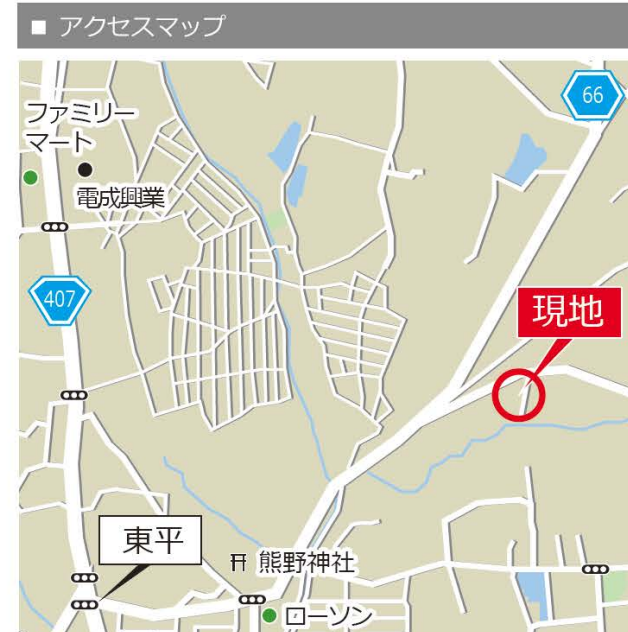 ■ アクセスマップ
66
ファミリー
マート
電成興業
407
現地
東平
熊野神社
ローソン